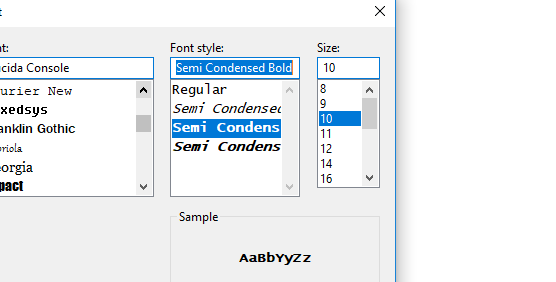 t
nt: Font style: Size:
cida Console Semi Condensed Bold 10
urier New Regular 8
xedsys Semi Condensed 9
anklin Gothic Semi Condens 10
briola Semi Condens 11
eorgia 12
pact 14
16
Sample
AaBbYyZz